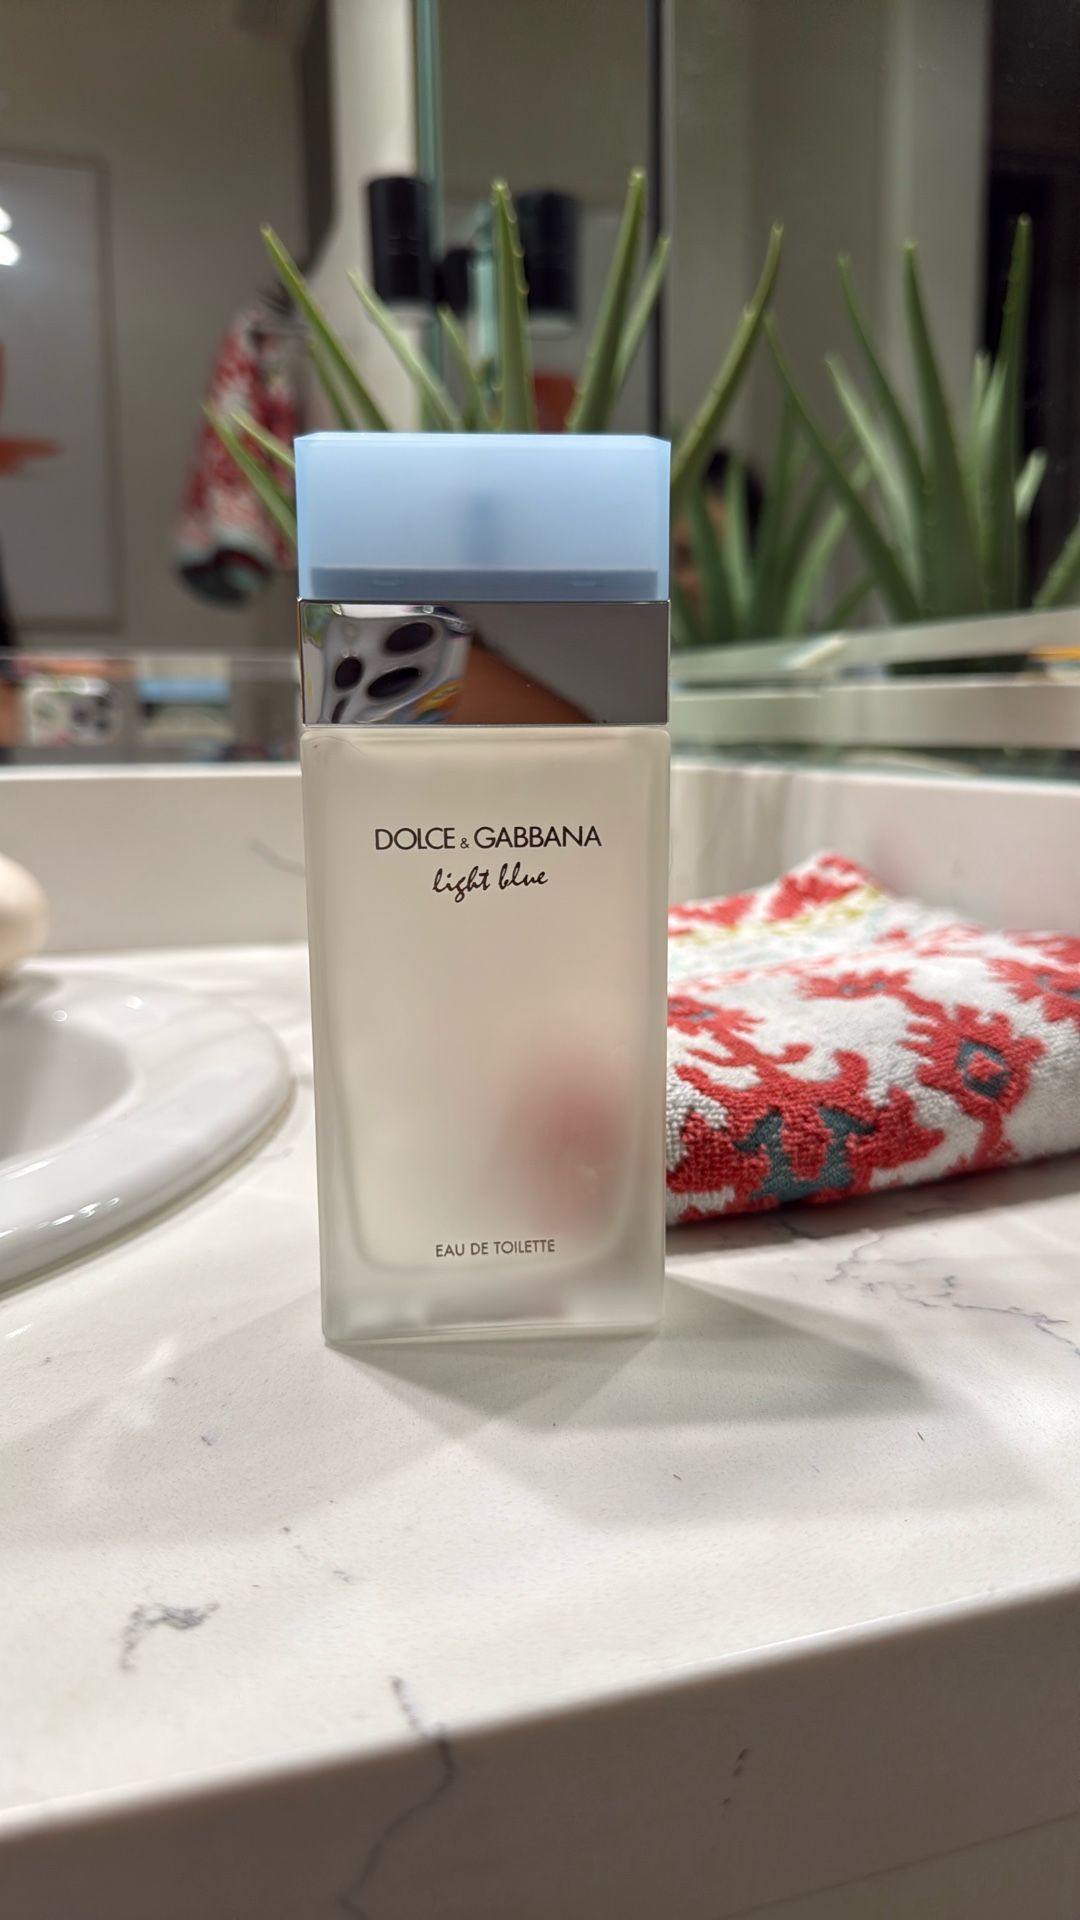 DOLCE & GABBANA
light blue
EAU DE TOILETTE